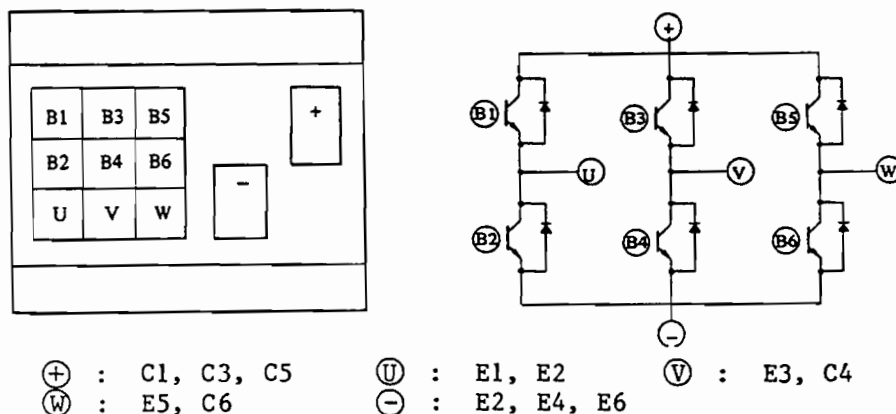 B1 B3 B5
B2 B4 B6
U V W
+
-
+
B1 B3 B5
U V W
B2 B4 B6
-
+ : C1, C3, C5 U : E1, E2 V : E3, C4
W : E5, C6 - : E2, E4, E6